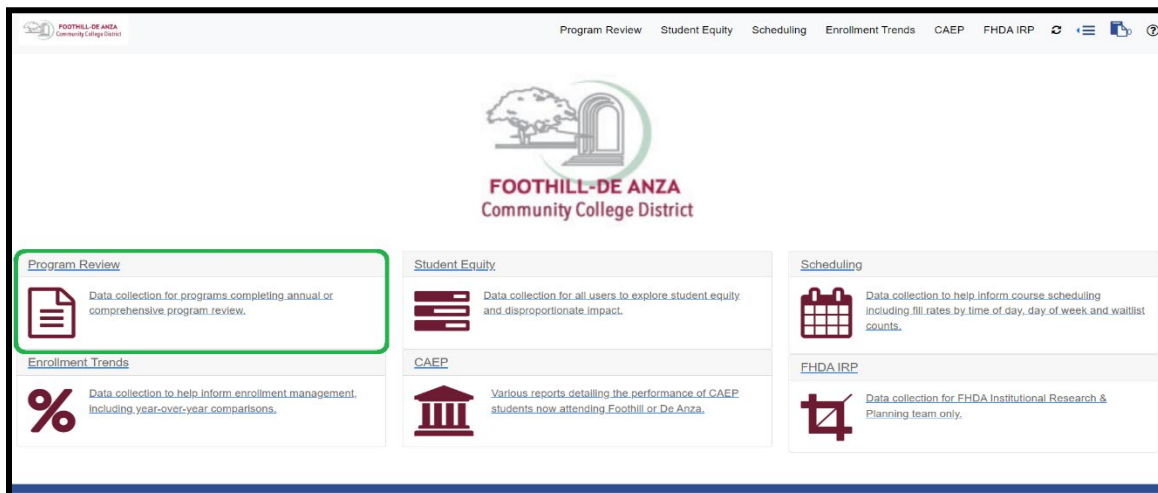 FOOTHILL-DE ANZA
Community College District
Program Review Student Equity Scheduling Enrollment Trends CAEP FHDA IRP
FOOTHILL-DE ANZA
Community College District
Program Review
Data collection for programs completing annual or
comprehensive program review.
Student Equity
Data collection for all users to explore student equity
and disproportionate impact.
Scheduling
Data collection to help inform course scheduling
including fill rates by time of day, day of week and waitlist
counts.
Enrollment Trends
Data collection to help inform enrollment management,
including year-over-year comparisons.
CAEP
Various reports detailing the performance of CAEP
students now attending Foothill or De Anza.
FHDA IRP
Data collection for FHDA Institutional Research &
Planning team only.